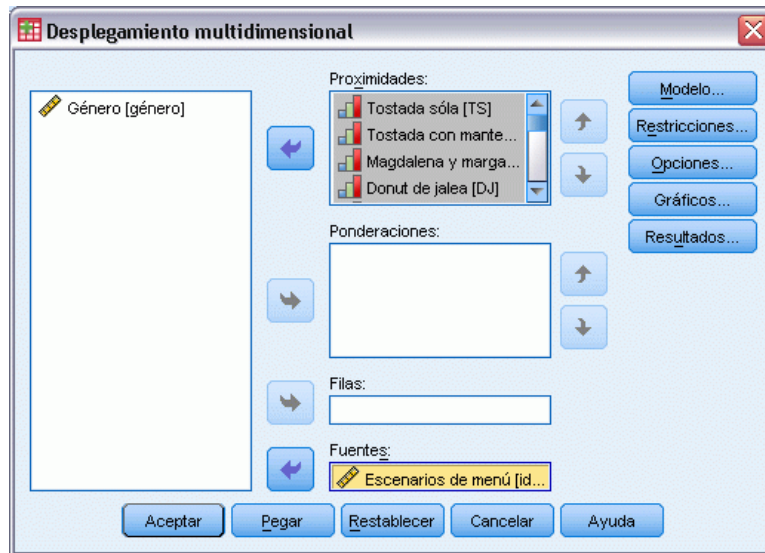 Desplegamiento multidimensional
Género [género]
Proximidades:
Tostada sóla [TS]
Tostada con mante...
Magdalena y marga...
Donut de jalea [DJ]
Ponderaciones:
Filas:
Fuentes:
Escenarios de menú [id...
Modelo...
Restricciones...
Opciones...
Gráficos...
Resultados...
Aceptar
Pegar
Restablecer
Cancelar
Ayuda